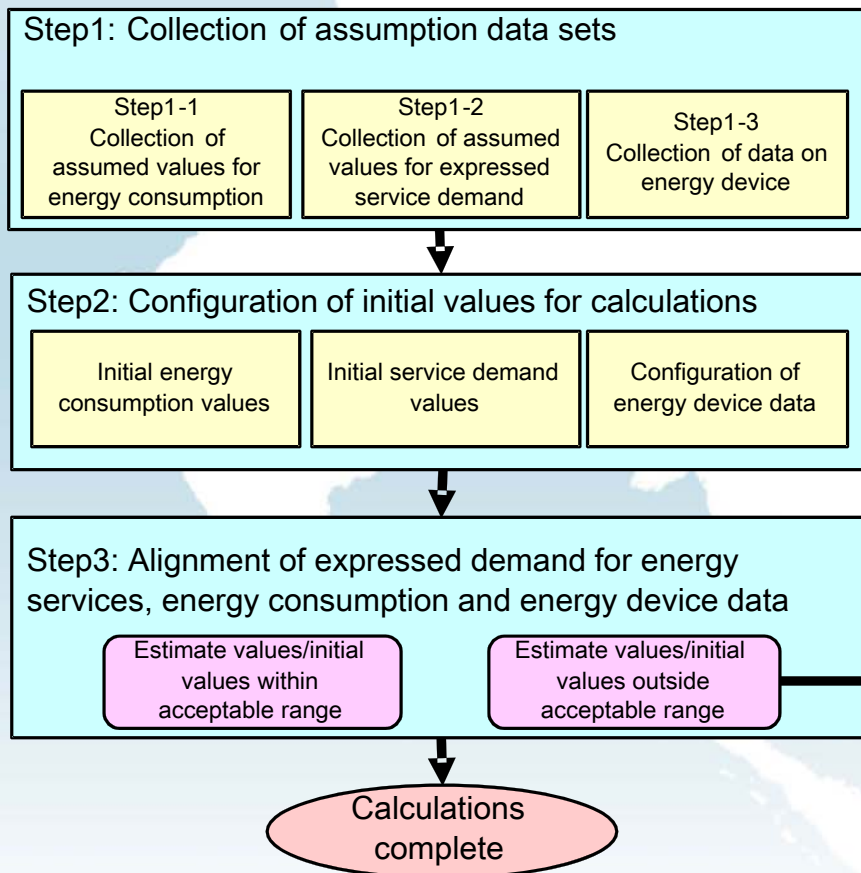 Step1: Collection of assumption data sets
Step1-1
Collection of
assumed values for
energy consumption
Step1-2
Collection of assumed
values for expressed
service demand
Step1-3
Collection of data on
energy device
Step2: Configuration of initial values for calculations
Initial energy
consumption values
Initial service demand
values
Configuration of
energy device data
Step3: Alignment of expressed demand for energy
services, energy consumption and energy device data
Estimate values/initial
values within
acceptable range
Estimate values/initial
values outside
acceptable range
Calculations
complete